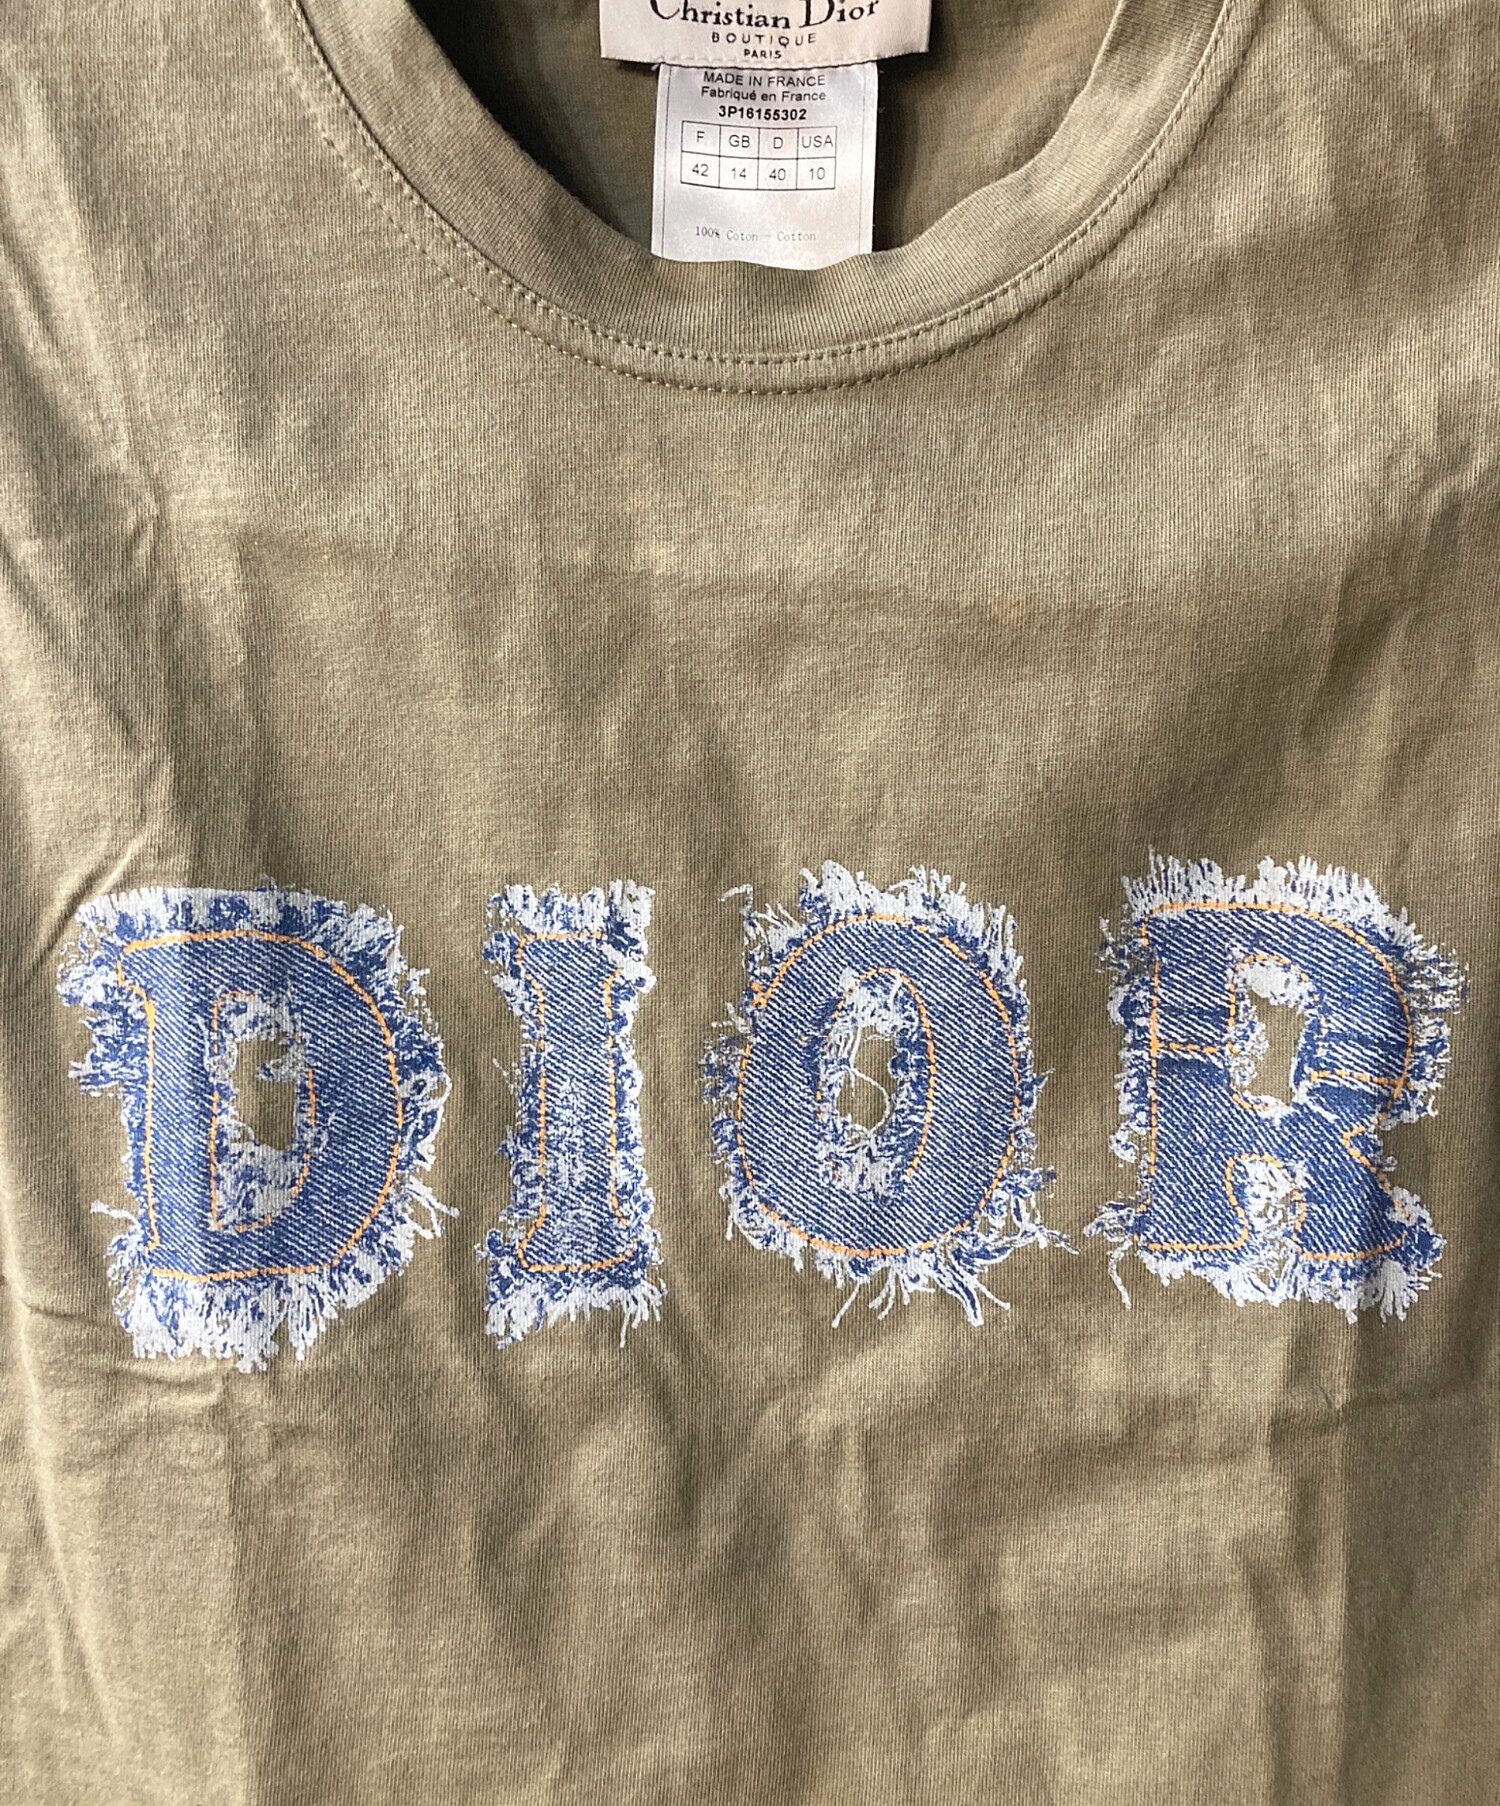 Christian Dior
BOUTIQUE
PARIS
MADE IN FRANCE
Fabriqué en France
3P16155302
F GB D USA
42 14 40 10
100% Coton - Cotton
DIOR